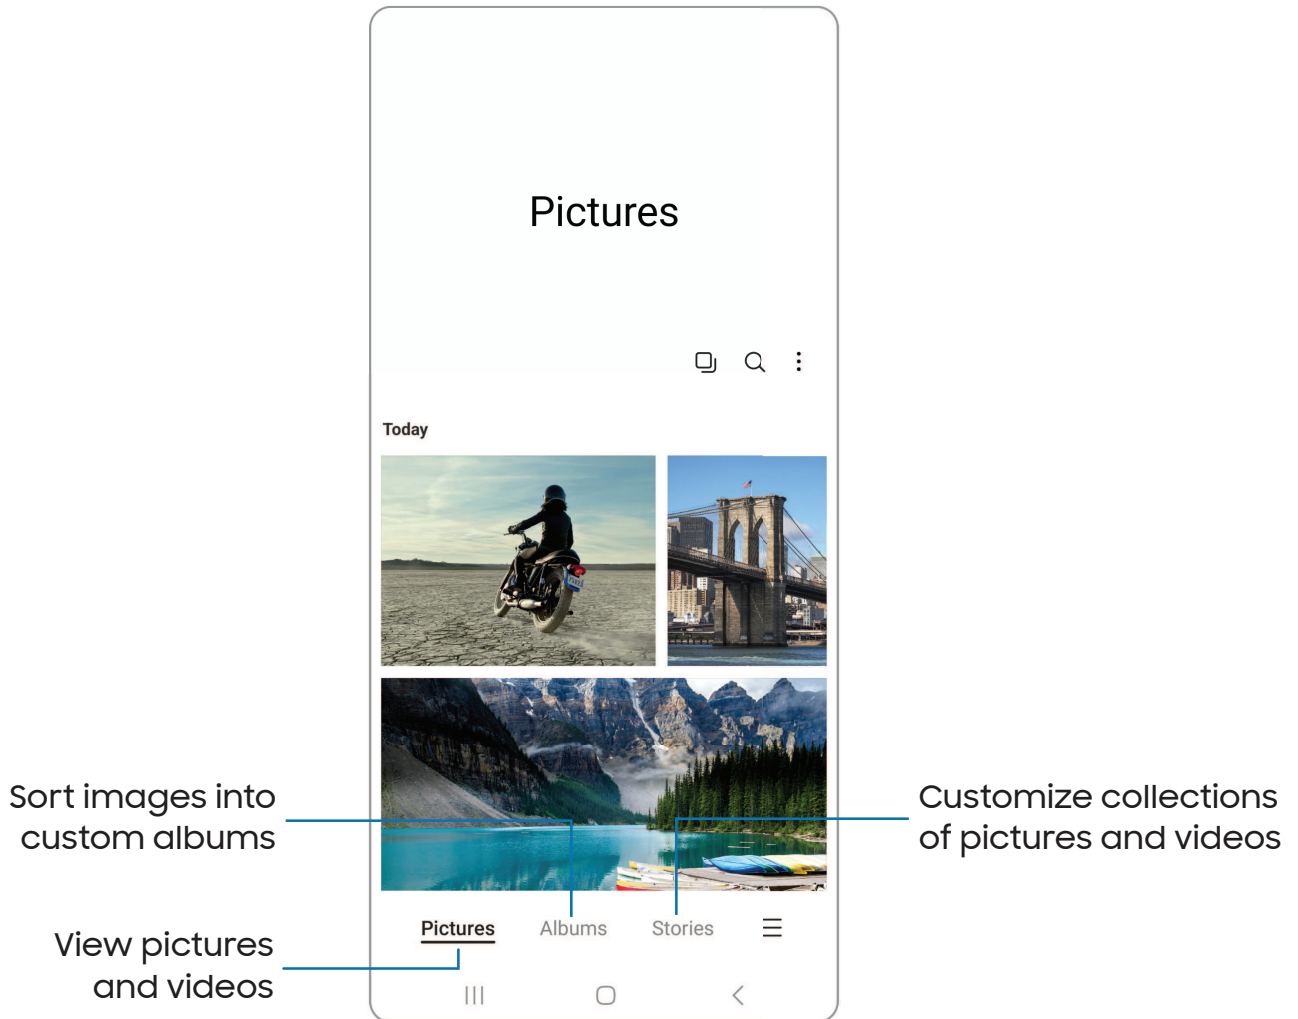 Pictures
Today
Sort images into
custom albums
Customize collections
of pictures and videos
Pictures Albums Stories
View pictures
and videos